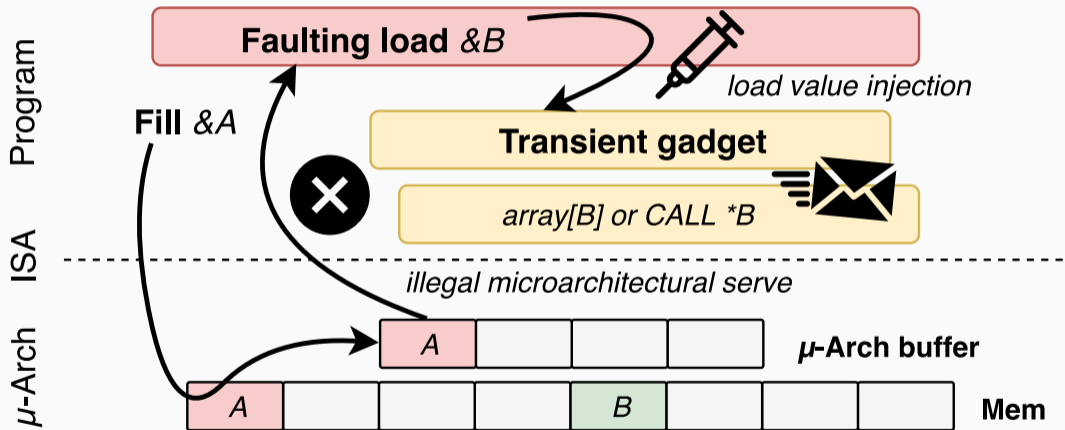 Program
ISA
μ-Arch
Faulting load &B
load value injection
Fill &A
Transient gadget
array[B] or CALL *B
illegal microarchitectural serve
A
μ-Arch buffer
A
B
Mem